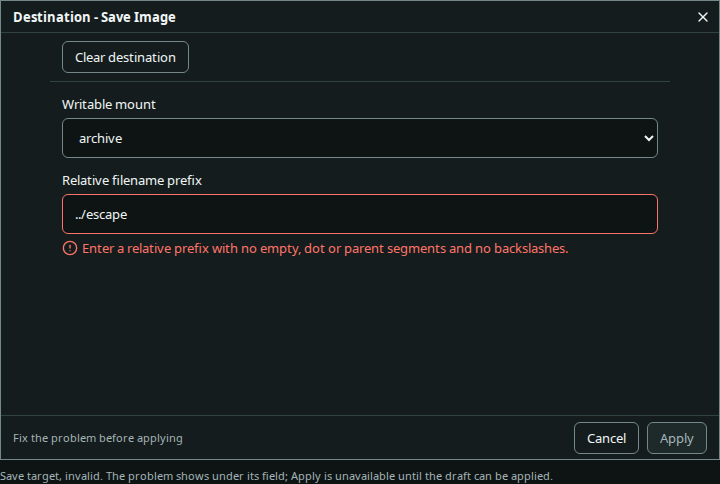 Destination - Save Image
Clear destination
Writable mount
archive
Relative filename prefix
../escape
Enter a relative prefix with no empty, dot or parent segments and no backslashes.
Fix the problem before applying
Cancel
Apply
Save target, invalid. The problem shows under its field; Apply is unavailable until the draft can be applied.